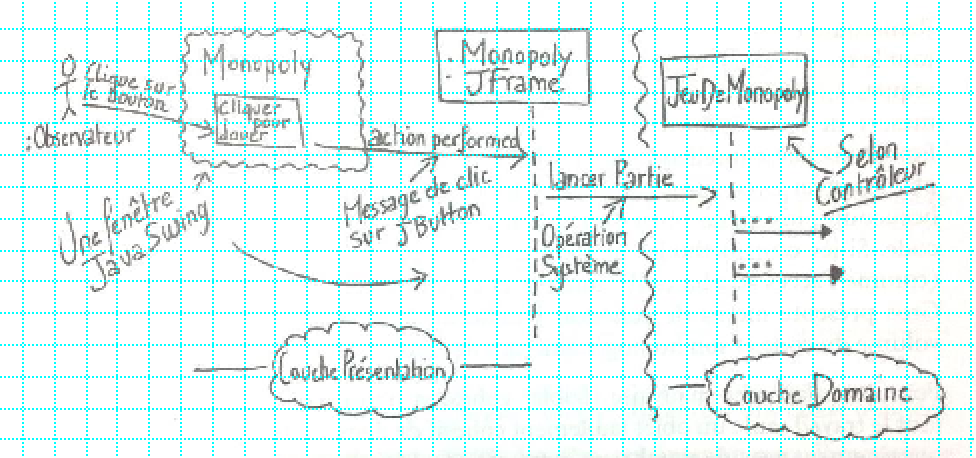 Clique sur
le bouton
:Observateur
Monopoly
Cliquer
pour
Jouer
: Monopoly
: JFrame
action performed
Message de clic
sur JButton
Une fenêtre
Java Swing
Lancer Partie
Opération
Système
JeuDeMonopoly
Selon
Contrôleur
...
...
Couche Présentation
Couche Domaine